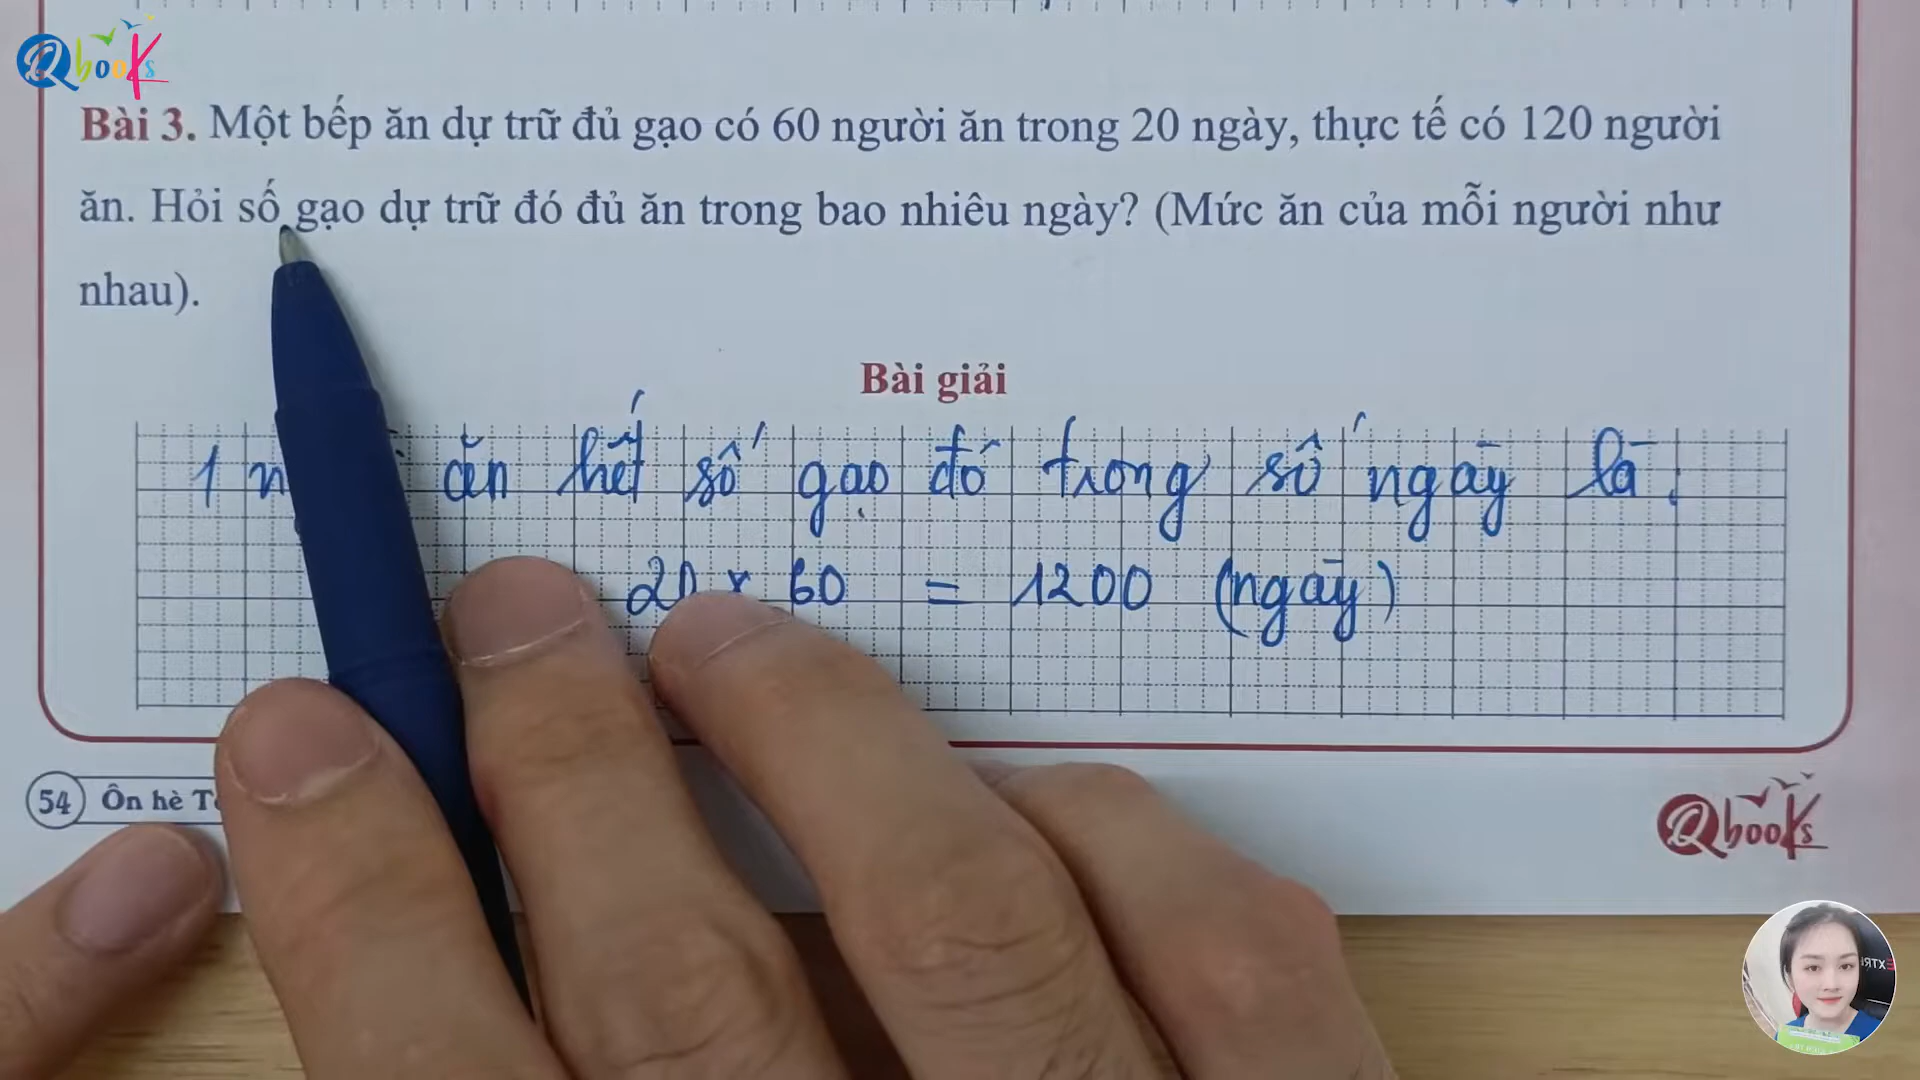 Qbooks
Bài 3. Một bếp ăn dự trữ đủ gạo có 60 người ăn trong 20 ngày, thực tế có 120 người
ăn. Hỏi số gạo dự trữ đó đủ ăn trong bao nhiêu ngày? (Mức ăn của mỗi người như
nhau).
Bài giải
1 ăn hết số gạo đó trong số ngày là:
20 x 60 = 1200 (ngày)
54 Ôn hè
Qbooks